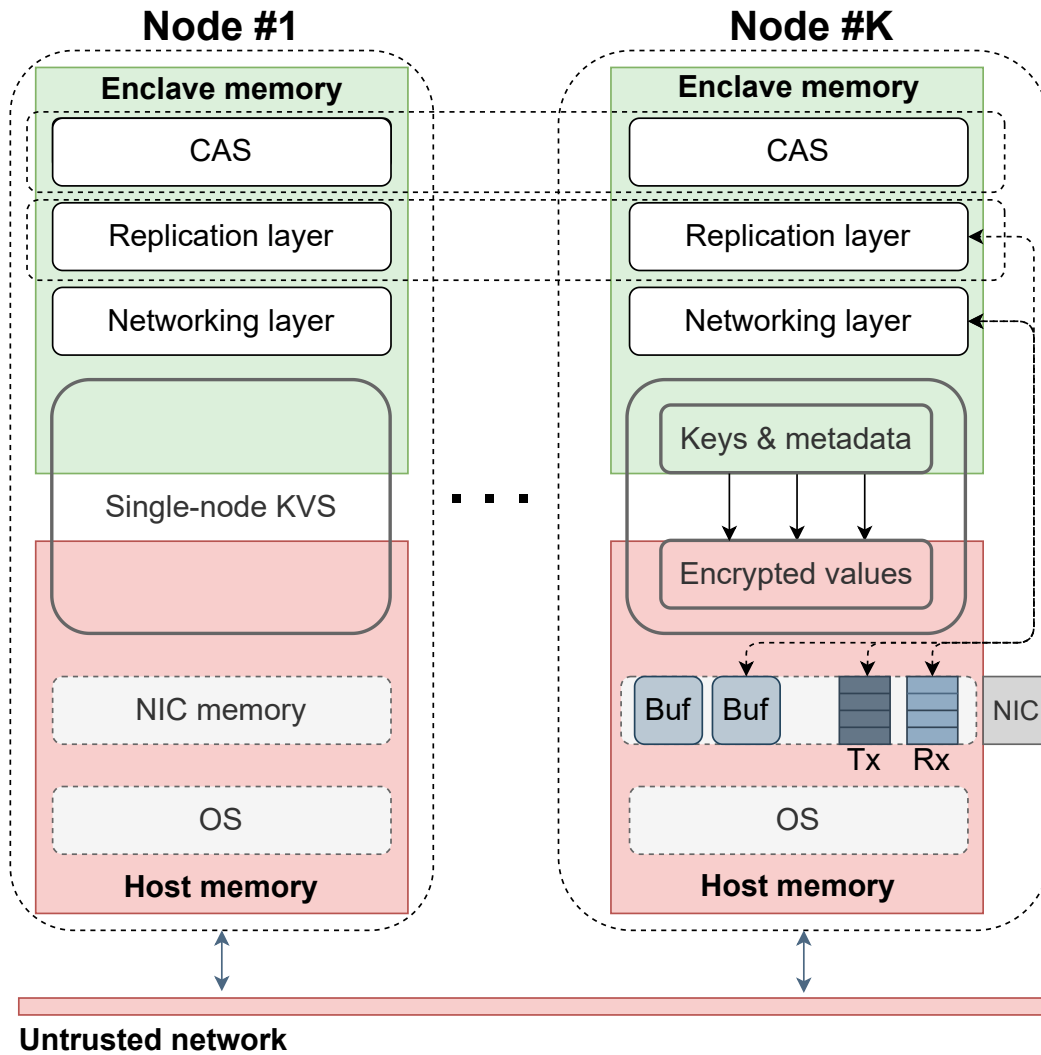 Node #1
Enclave memory
CAS
Replication layer
Networking layer
Single-node KVS
NIC memory
OS
Host memory
. . .
Node #K
Enclave memory
CAS
Replication layer
Networking layer
Keys & metadata
Encrypted values
Buf
Buf
Tx
Rx
NIC
OS
Host memory
Untrusted network